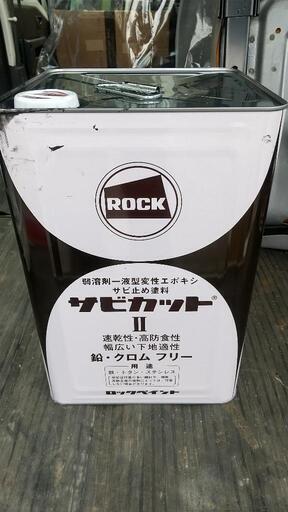 ROCK
弱溶剤一液型変性エポキシ
サビ止め塗料
サビカット
II
速乾性・高防食性
幅広い下地適性
鉛・クロム フリー
用途
鉄・トタン・ステンレス
ロックペイント